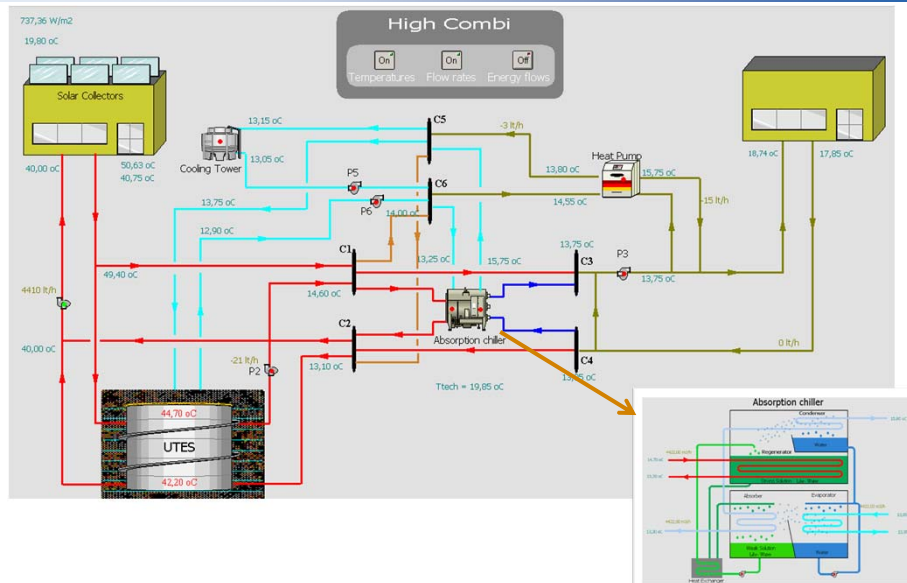 737,36 W/m2
19,80 oC
High Combi
On
On
Off
Temperatures
Flow rates
Energy flows
Solar Collectors
40,00 oC
50,63 oC
40,75 oC
Cooling Tower
13,15 oC
13,05 oC
P5
P6
C5
C6
-3 lt/h
Heat Pump
13,80 oC
15,75 oC
14,55 oC
-15 lt/h
18,74 oC
17,85 oC
13,75 oC
12,90 oC
14,00 oC
C1
13,25 oC
15,75 oC
13,75 oC
C3
P3
13,75 oC
49,40 oC
14,60 oC
4410 lt/h
Absorption chiller
C2
C4
0 lt/h
40,00 oC
-21 lt/h
P2
13,10 oC
Ttech = 19,85 oC
44,70 oC
UTES
42,20 oC
Absorption chiller
Condenser
Water
Regenerator
Absorber
Evaporator
Weak Solution
Water
Heat Exchanger